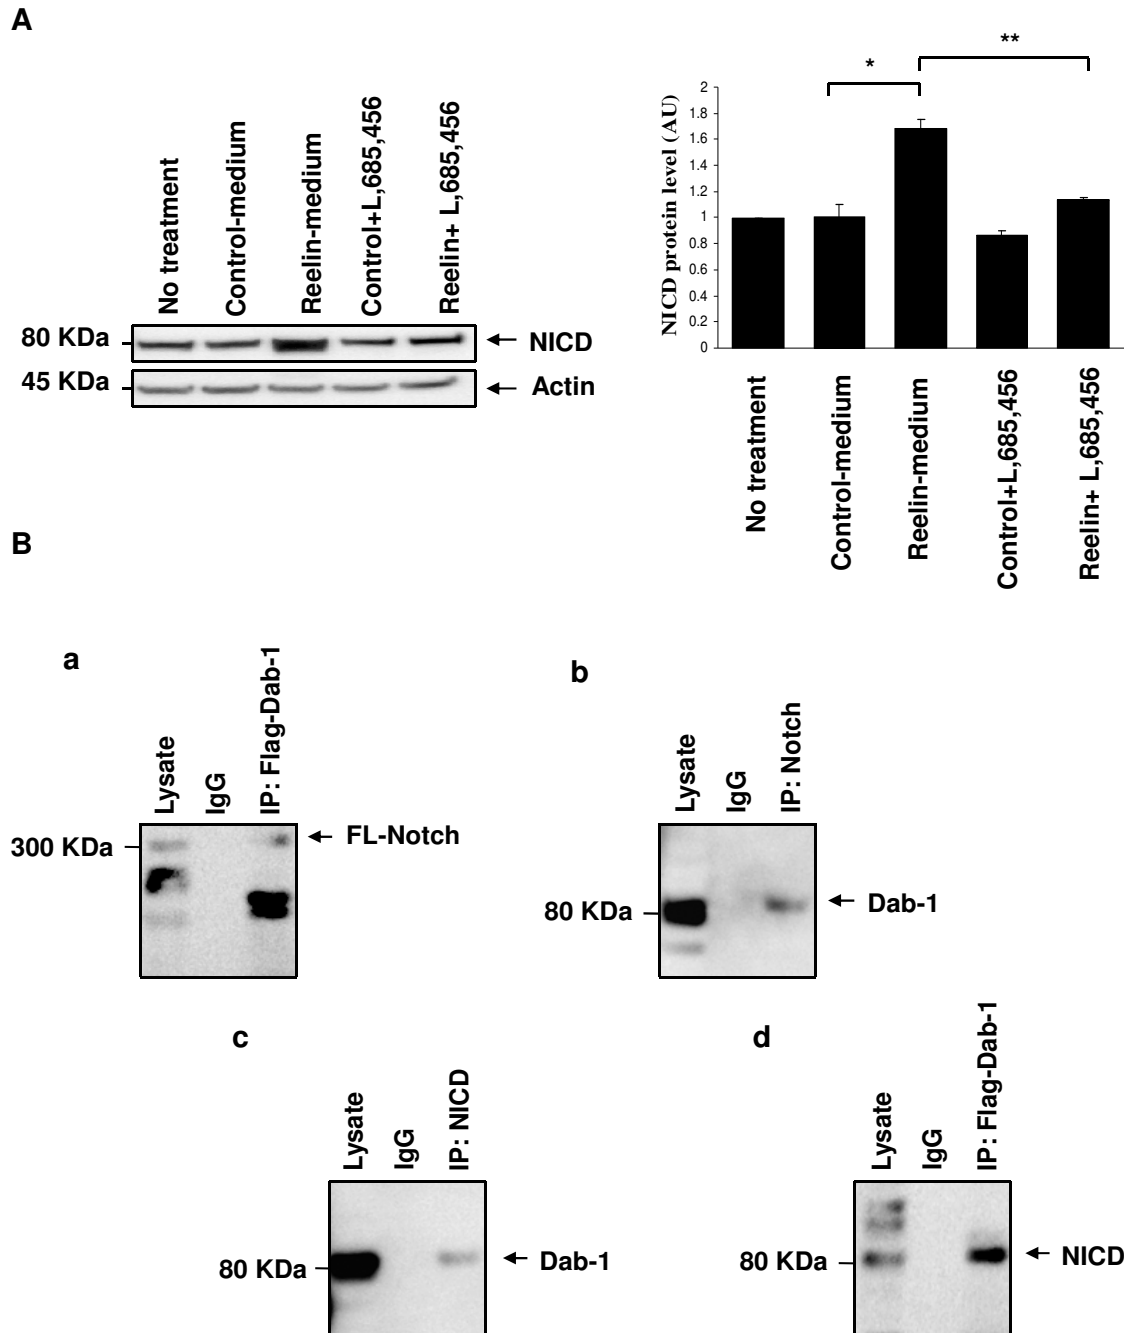 A
No treatment
Control-medium
Reelin-medium
Control+L,685,456
Reelin+ L,685,456
80 KDa
NICD
45 KDa
Actin
*
**
NICD protein level (AU)
2
1.8
1.6
1.4
1.2
1
0.8
0.6
0.4
0.2
0
No treatment
Control-medium
Reelin-medium
Control+L,685,456
Reelin+ L,685,456
B
a
Lysate
IgG
IP: Flag-Dab-1
300 KDa
FL-Notch
b
Lysate
IgG
IP: Notch
80 KDa
Dab-1
c
Lysate
IgG
IP: NICD
80 KDa
Dab-1
d
Lysate
IgG
IP: Flag-Dab-1
80 KDa
NICD